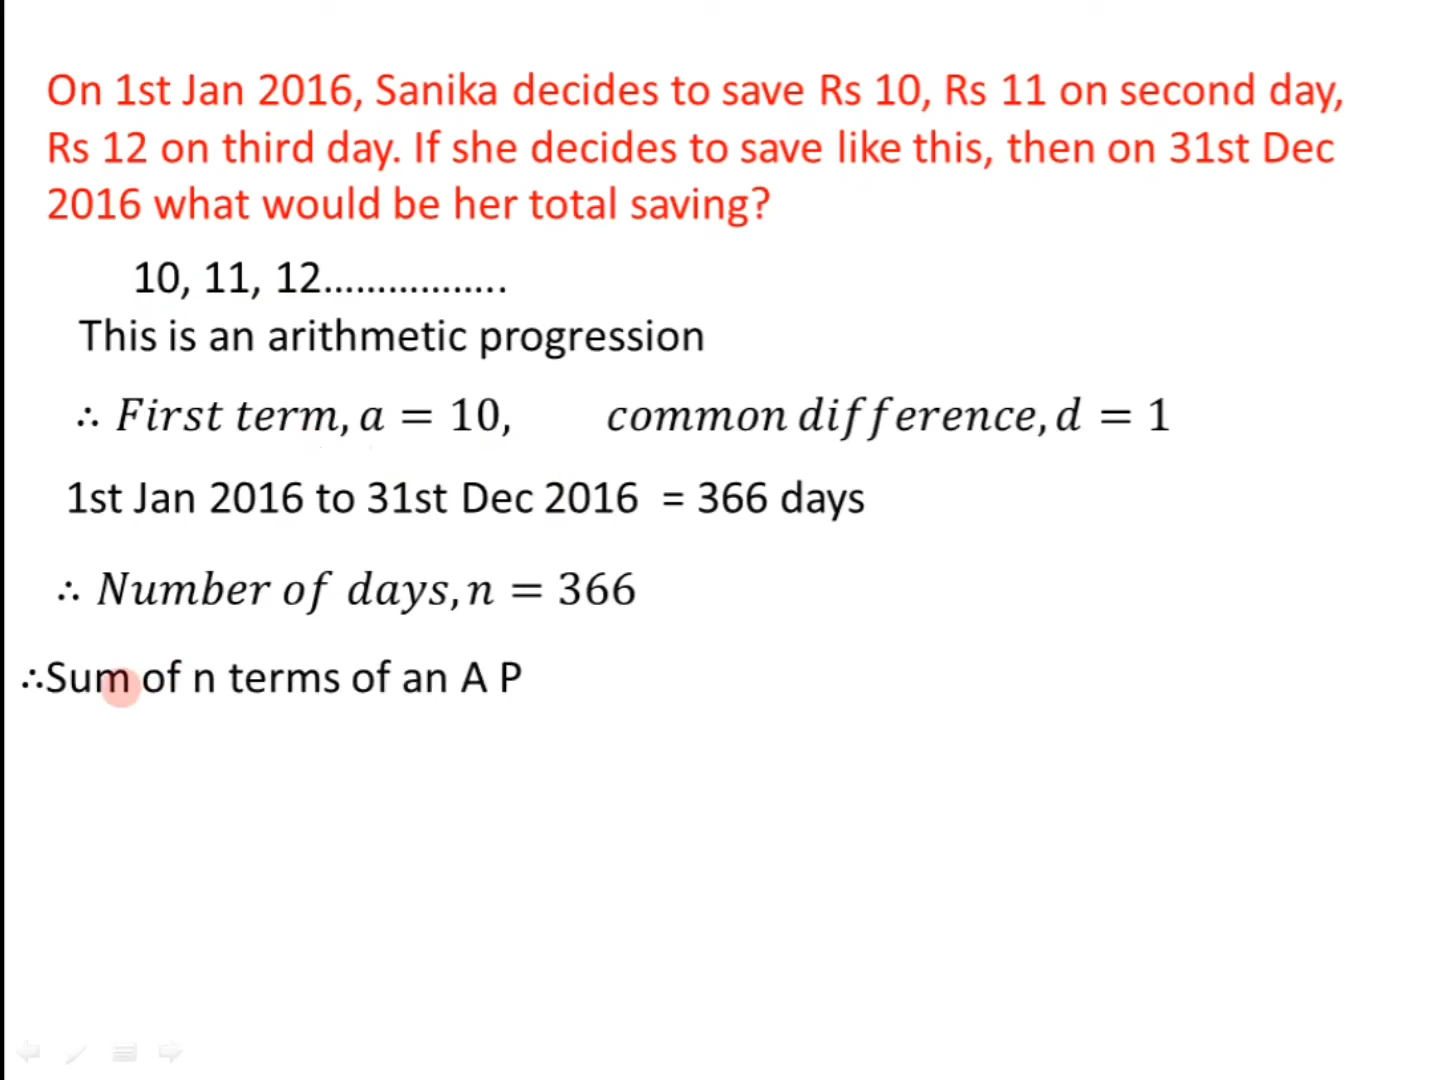 On 1st Jan 2016, Sanika decides to save Rs 10, Rs 11 on second day,
Rs 12 on third day. If she decides to save like this, then on 31st Dec
2016 what would be her total saving?
10, 11, 12.................
This is an arithmetic progression
∴ First term, a = 10, common difference, d = 1
1st Jan 2016 to 31st Dec 2016 = 366 days
∴ Number of days, n = 366
∴Sum of n terms of an A P